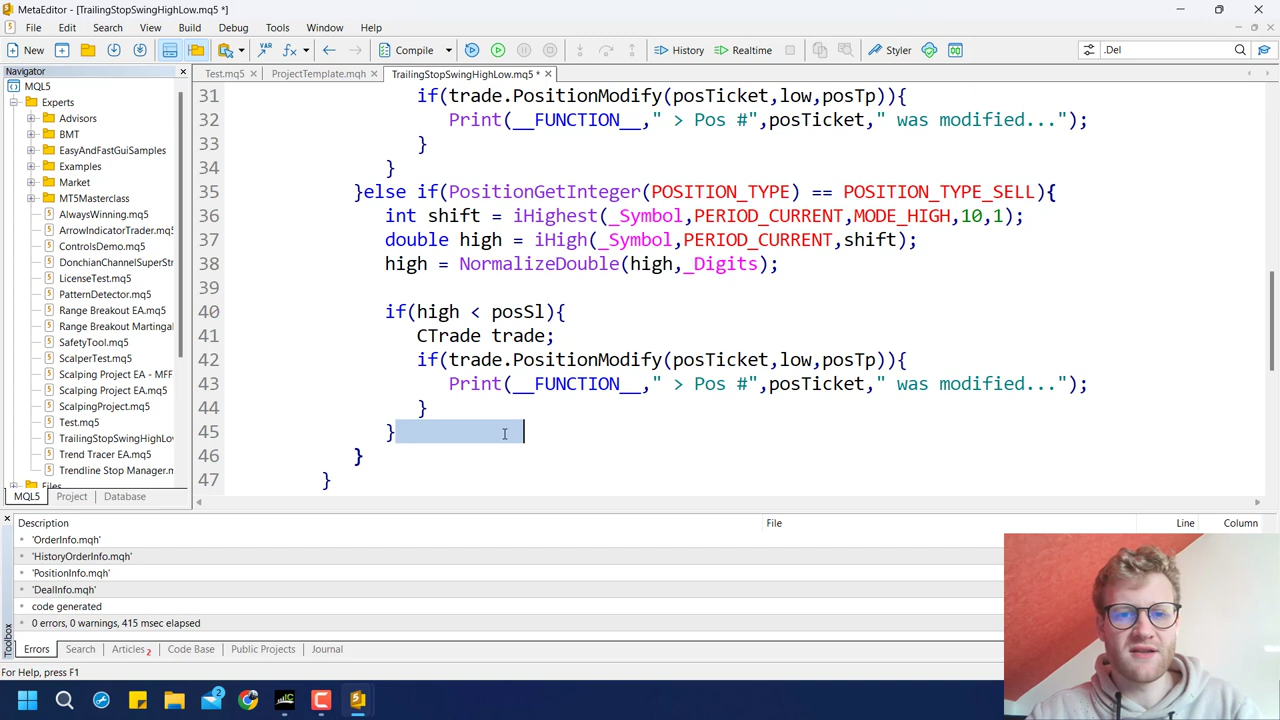 MetaEditor - [TrailingStopSwingHighLow.mq5 *]
File Edit Search View Build Debug Tools Window Help
New Compile History Realtime Styler .Del
Navigator
Test.mq5 ProjectTemplate.mqh TrailingStopSwingHighLow.mq5 *
MQL5
Experts
Advisors
BMT
EasyAndFastGuiSamples
Examples
Market
MT5Masterclass
AlwaysWinning.mq5
ArrowIndicatorTrader.mq5
ControlsDemo.mq5
DonchianChannelSuperStr
LicenseTest.mq5
PatternDetector.mq5
Range Breakout EA.mq5
Range Breakout Martingal
SafetyTool.mq5
ScalperTest.mq5
Scalping Project EA - MFF
Scalping Project EA.mq5
ScalpingProject.mq5
Test.mq5
TrailingStopSwingHighLow
Trend Tracer EA.mq5
Trendline Stop Manager.m
Files
MQL5 Project Database
31 if(trade.PositionModify(posTicket,low,posTp)){
32 Print(__FUNCTION__," > Pos #",posTicket," was modified...");
33 }
34 }
35 }else if(PositionGetInteger(POSITION_TYPE) == POSITION_TYPE_SELL){
36 int shift = iHighest(_Symbol,PERIOD_CURRENT,MODE_HIGH,10,1);
37 double high = iHigh(_Symbol,PERIOD_CURRENT,shift);
38 high = NormalizeDouble(high,_Digits);
39
40 if(high < posSl){
41 CTrade trade;
42 if(trade.PositionModify(posTicket,low,posTp)){
43 Print(__FUNCTION__," > Pos #",posTicket," was modified...");
44 }
45 }
46 }
47 }
Description File Line Column
'OrderInfo.mqh'
'HistoryOrderInfo.mqh'
'PositionInfo.mqh'
'DealInfo.mqh'
code generated
0 errors, 0 warnings, 415 msec elapsed
Toolbox
Errors Search Articles 2 Code Base Public Projects Journal
For Help, press F1
2